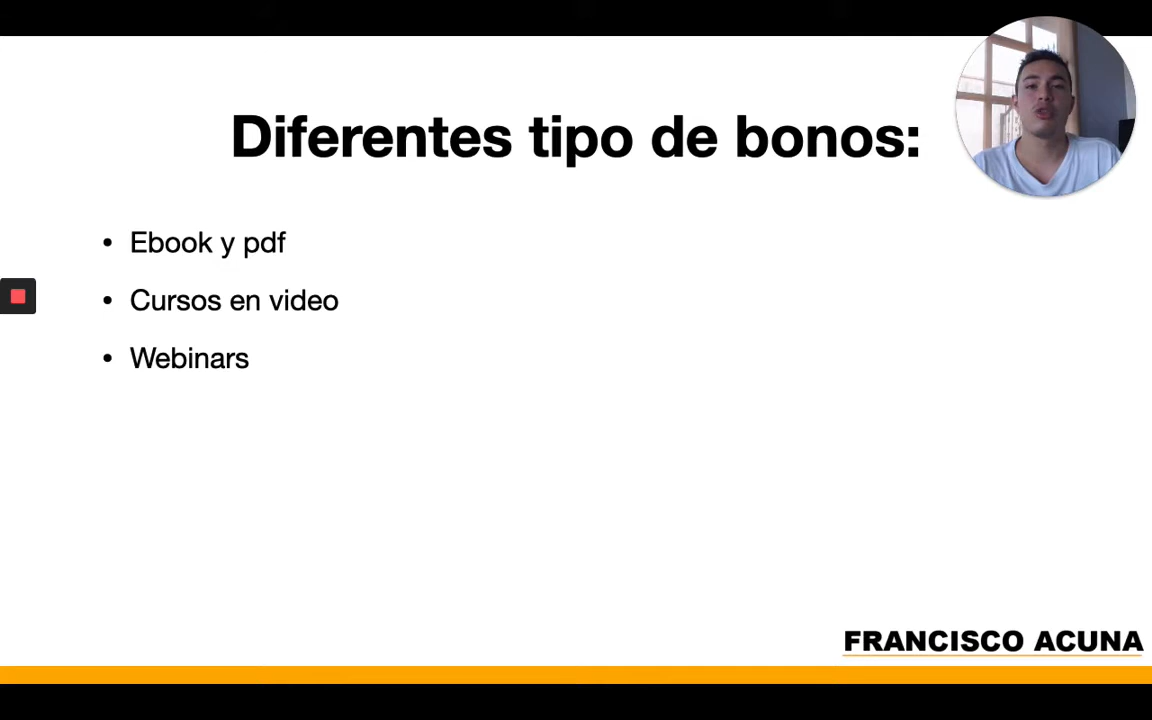 Diferentes tipo de bonos:
• Ebook y pdf
• Cursos en video
• Webinars
FRANCISCO ACUNA